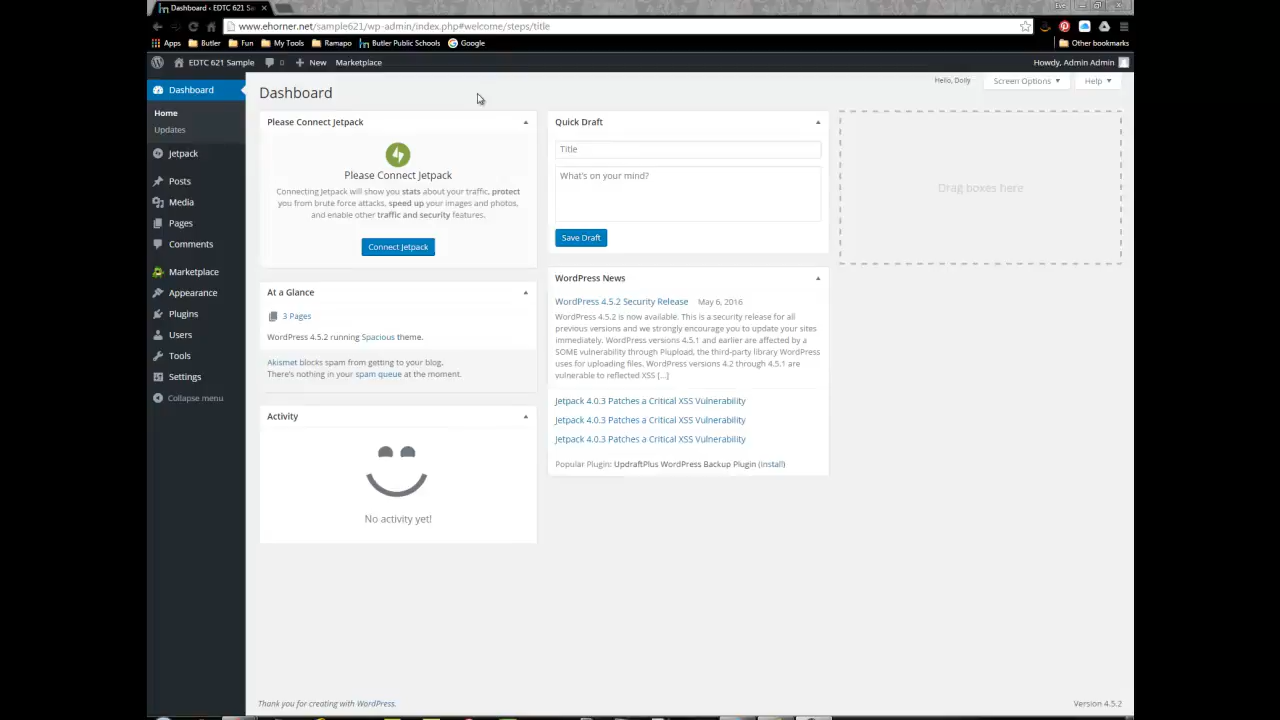 Dashboard ‹ EDTC 621 Sa
Eve
www.ehorner.net/sample621/wp-admin/index.php#welcome/steps/title
Apps Butler Fun My Tools Ramapo Butler Public Schools Google Other bookmarks
EDTC 621 Sample 0 New Marketplace Howdy, Admin Admin
Dashboard
Home
Updates
Jetpack
Posts
Media
Pages
Comments
Marketplace
Appearance
Plugins
Users
Tools
Settings
Collapse menu
Hello, Dolly Screen Options Help
Dashboard
Please Connect Jetpack
Please Connect Jetpack
Connecting Jetpack will show you stats about your traffic, protect
you from brute force attacks, speed up your images and photos,
and enable other traffic and security features.
Connect Jetpack
At a Glance
3 Pages
WordPress 4.5.2 running Spacious theme.
Akismet blocks spam from getting to your blog.
There's nothing in your spam queue at the moment.
Activity
No activity yet!
Quick Draft
Title
What's on your mind?
Save Draft
WordPress News
WordPress 4.5.2 Security Release May 6, 2016
WordPress 4.5.2 is now available. This is a security release for all
previous versions and we strongly encourage you to update your sites
immediately. WordPress versions 4.5.1 and earlier are affected by a
SOME vulnerability through Plupload, the third-party library WordPress
uses for uploading files. WordPress versions 4.2 through 4.5.1 are
vulnerable to reflected XSS […]
Jetpack 4.0.3 Patches a Critical XSS Vulnerability
Jetpack 4.0.3 Patches a Critical XSS Vulnerability
Jetpack 4.0.3 Patches a Critical XSS Vulnerability
Popular Plugin: UpdraftPlus WordPress Backup Plugin (Install)
Drag boxes here
Thank you for creating with WordPress.
Version 4.5.2